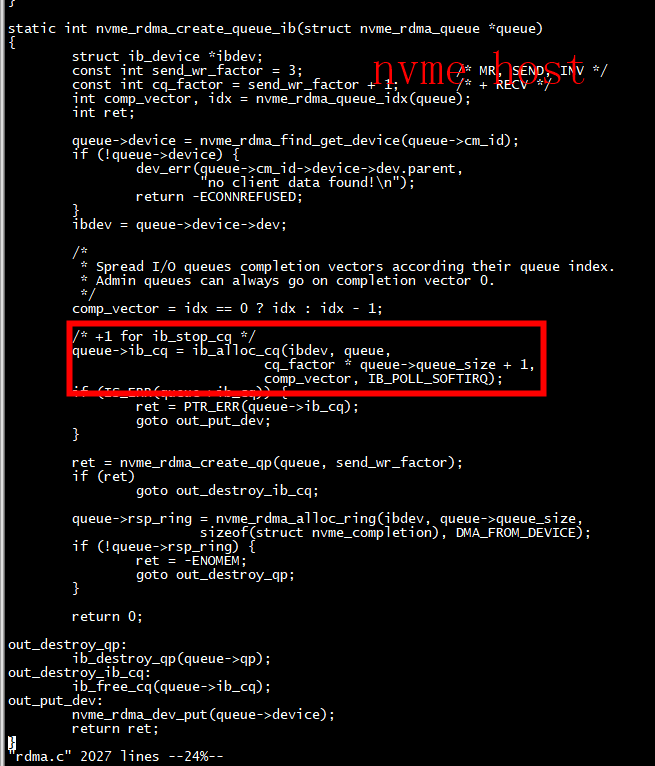 }
static int nvme_rdma_create_queue_ib(struct nvme_rdma_queue *queue)
{
        struct ib_device *ibdev;
        const int send_wr_factor = 3;                   /* MR, SEND, INV */
        const int cq_factor = send_wr_factor + 1;       /* + RECV */
nvme host
        int comp_vector, idx = nvme_rdma_queue_idx(queue);
        int ret;
        queue->device = nvme_rdma_find_get_device(queue->cm_id);
        if (!queue->device) {
                dev_err(queue->cm_id->device->dev.parent,
                        "no client data found!\n");
                return -ECONNREFUSED;
        }
        ibdev = queue->device->dev;
        /*
         * Spread I/O queues completion vectors according their queue index.
         * Admin queues can always go on completion vector 0.
         */
        comp_vector = idx == 0 ? idx : idx - 1;
        /* +1 for ib_stop_cq */
        queue->ib_cq = ib_alloc_cq(ibdev, queue,
                                cq_factor * queue->queue_size + 1,
                                comp_vector, IB_POLL_SOFTIRQ);
        if (IS_ERR(queue->ib_cq)) {
                ret = PTR_ERR(queue->ib_cq);
                goto out_put_dev;
        }
        ret = nvme_rdma_create_qp(queue, send_wr_factor);
        if (ret)
                goto out_destroy_ib_cq;
        queue->rsp_ring = nvme_rdma_alloc_ring(ibdev, queue->queue_size,
                        sizeof(struct nvme_completion), DMA_FROM_DEVICE);
        if (!queue->rsp_ring) {
                ret = -ENOMEM;
                goto out_destroy_qp;
        }
        return 0;
out_destroy_qp:
        ib_destroy_qp(queue->qp);
out_destroy_ib_cq:
        ib_free_cq(queue->ib_cq);
out_put_dev:
        nvme_rdma_dev_put(queue->device);
        return ret;
}
"rdma.c" 2027 lines --24%--